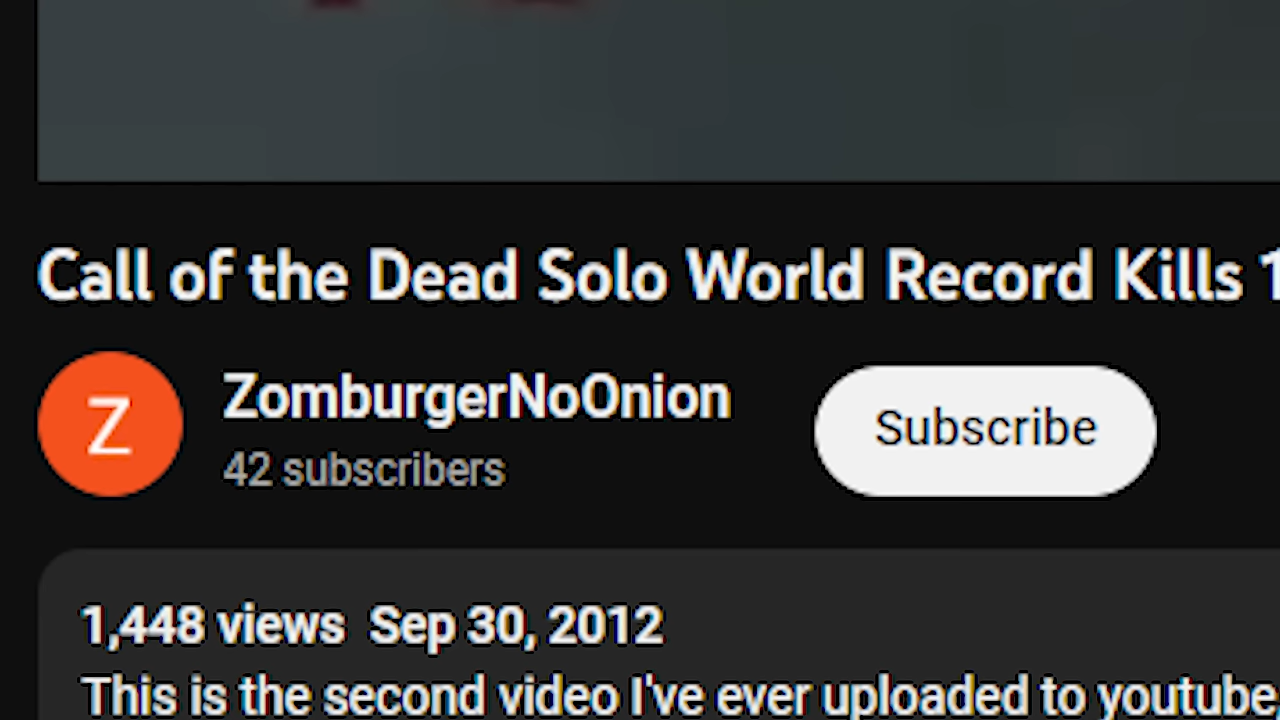 Call of the Dead Solo World Record Kills 1
Z
ZomburgerNoOnion
42 subscribers
Subscribe
1,448 views Sep 30, 2012
This is the second video I've ever uploaded to youtube.